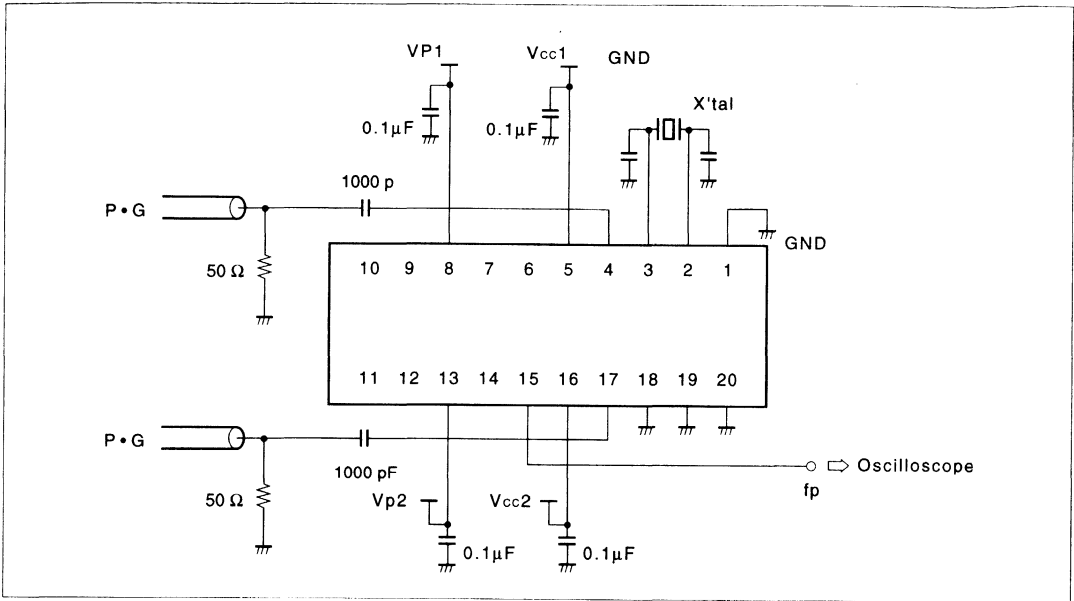 VP1
Vcc1
GND
X'tal
0.1μF
0.1μF
1000 p
P•G
GND
50 Ω
10 9 8 7 6 5 4 3 2 1
11 12 13 14 15 16 17 18 19 20
P•G
1000 pF
Oscilloscope
fp
50 Ω
Vp2
Vcc2
0.1μF
0.1μF